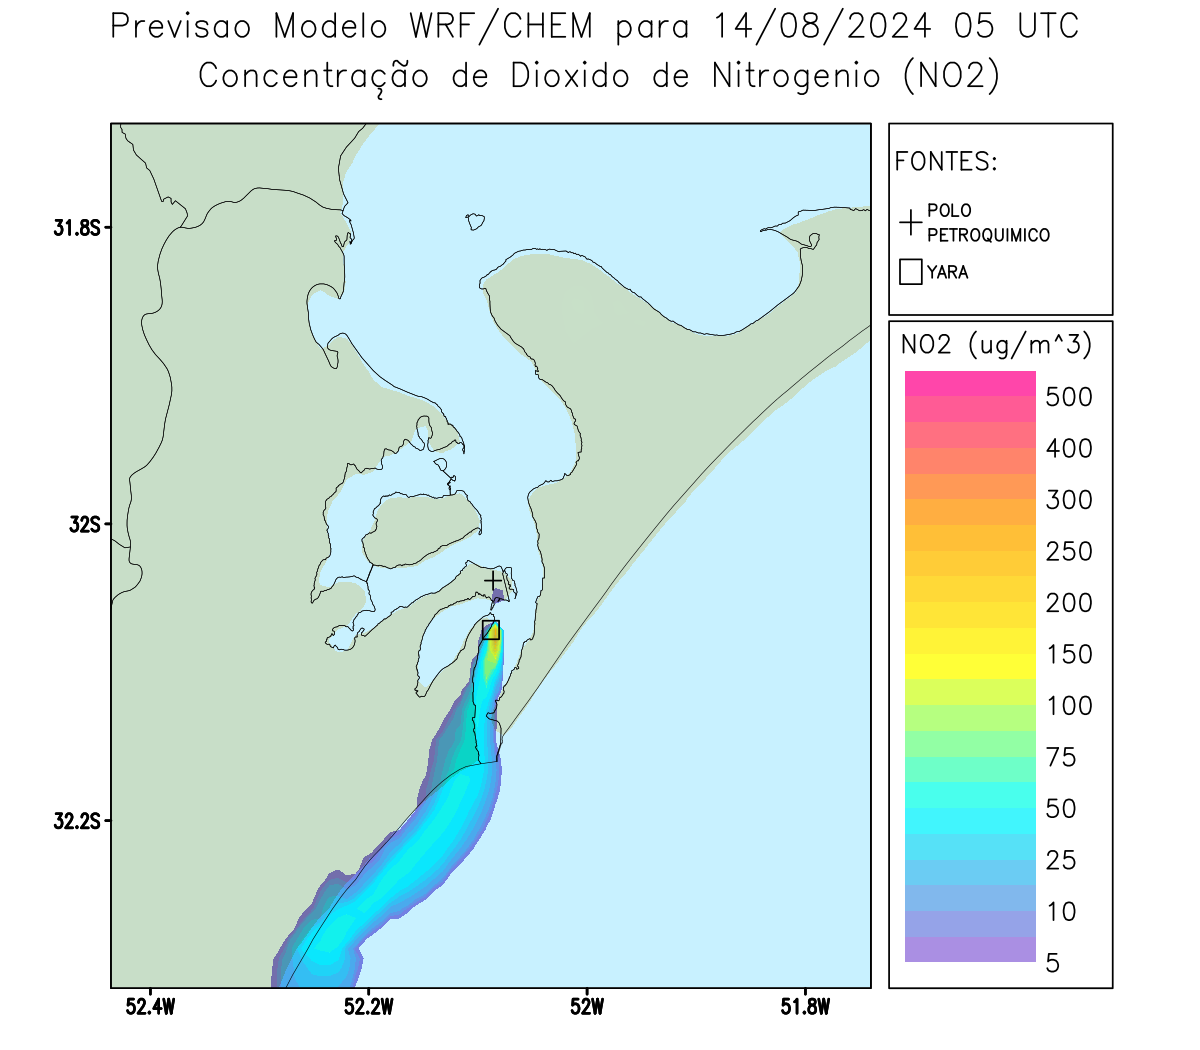 Previsao Modelo WRF/CHEM para 14/08/2024 05 UTC
Concentração de Dioxido de Nitrogenio (NO2)
FONTES:
POLO
PETROQUIMICO
YARA
NO2 (ug/m^3)
500
400
300
250
200
150
100
75
50
25
10
5
31.8S
32S
32.2S
52.4W
52.2W
52W
51.8W